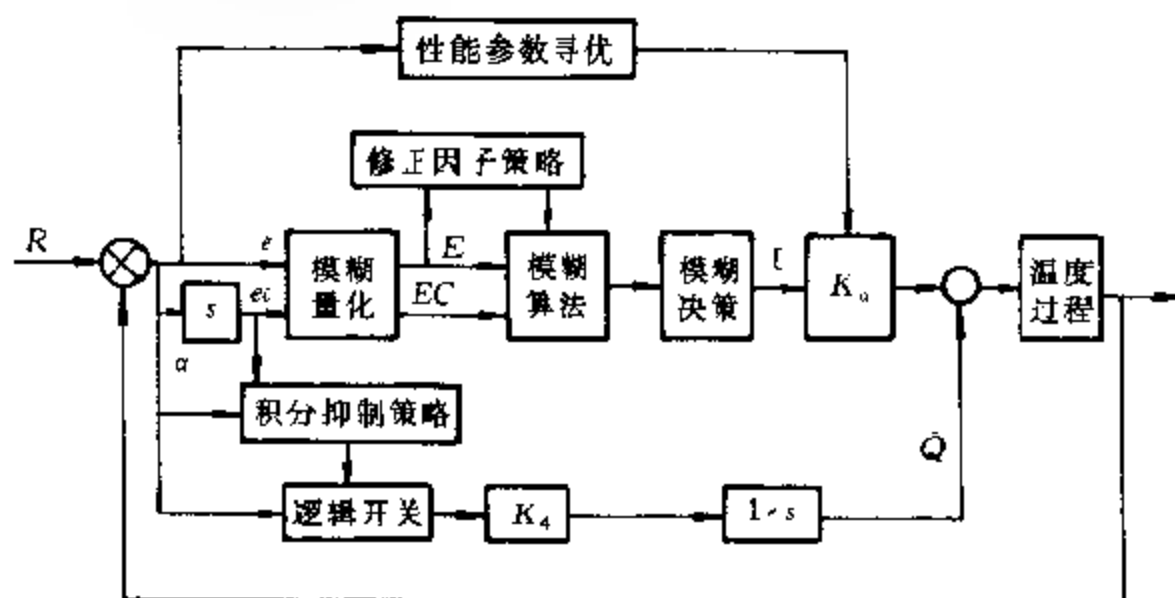 性能参数寻优
修正因子策略
R
e
模糊
量化
E
EC
模糊
算法
模糊
决策
K
温度
过程
s
ec
α
积分抑制策略
Q
逻辑开关
K4
s